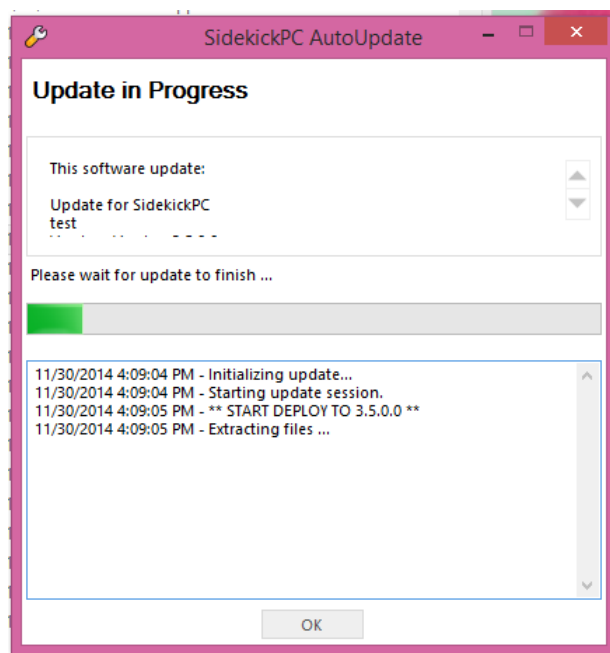 SidekickPC AutoUpdate
Update in Progress
This software update:
Update for SidekickPC
test
Please wait for update to finish ...
11/30/2014 4:09:04 PM - Initializing update...
11/30/2014 4:09:04 PM - Starting update session.
11/30/2014 4:09:05 PM - ** START DEPLOY TO 3.5.0.0 **
11/30/2014 4:09:05 PM - Extracting files ...
OK